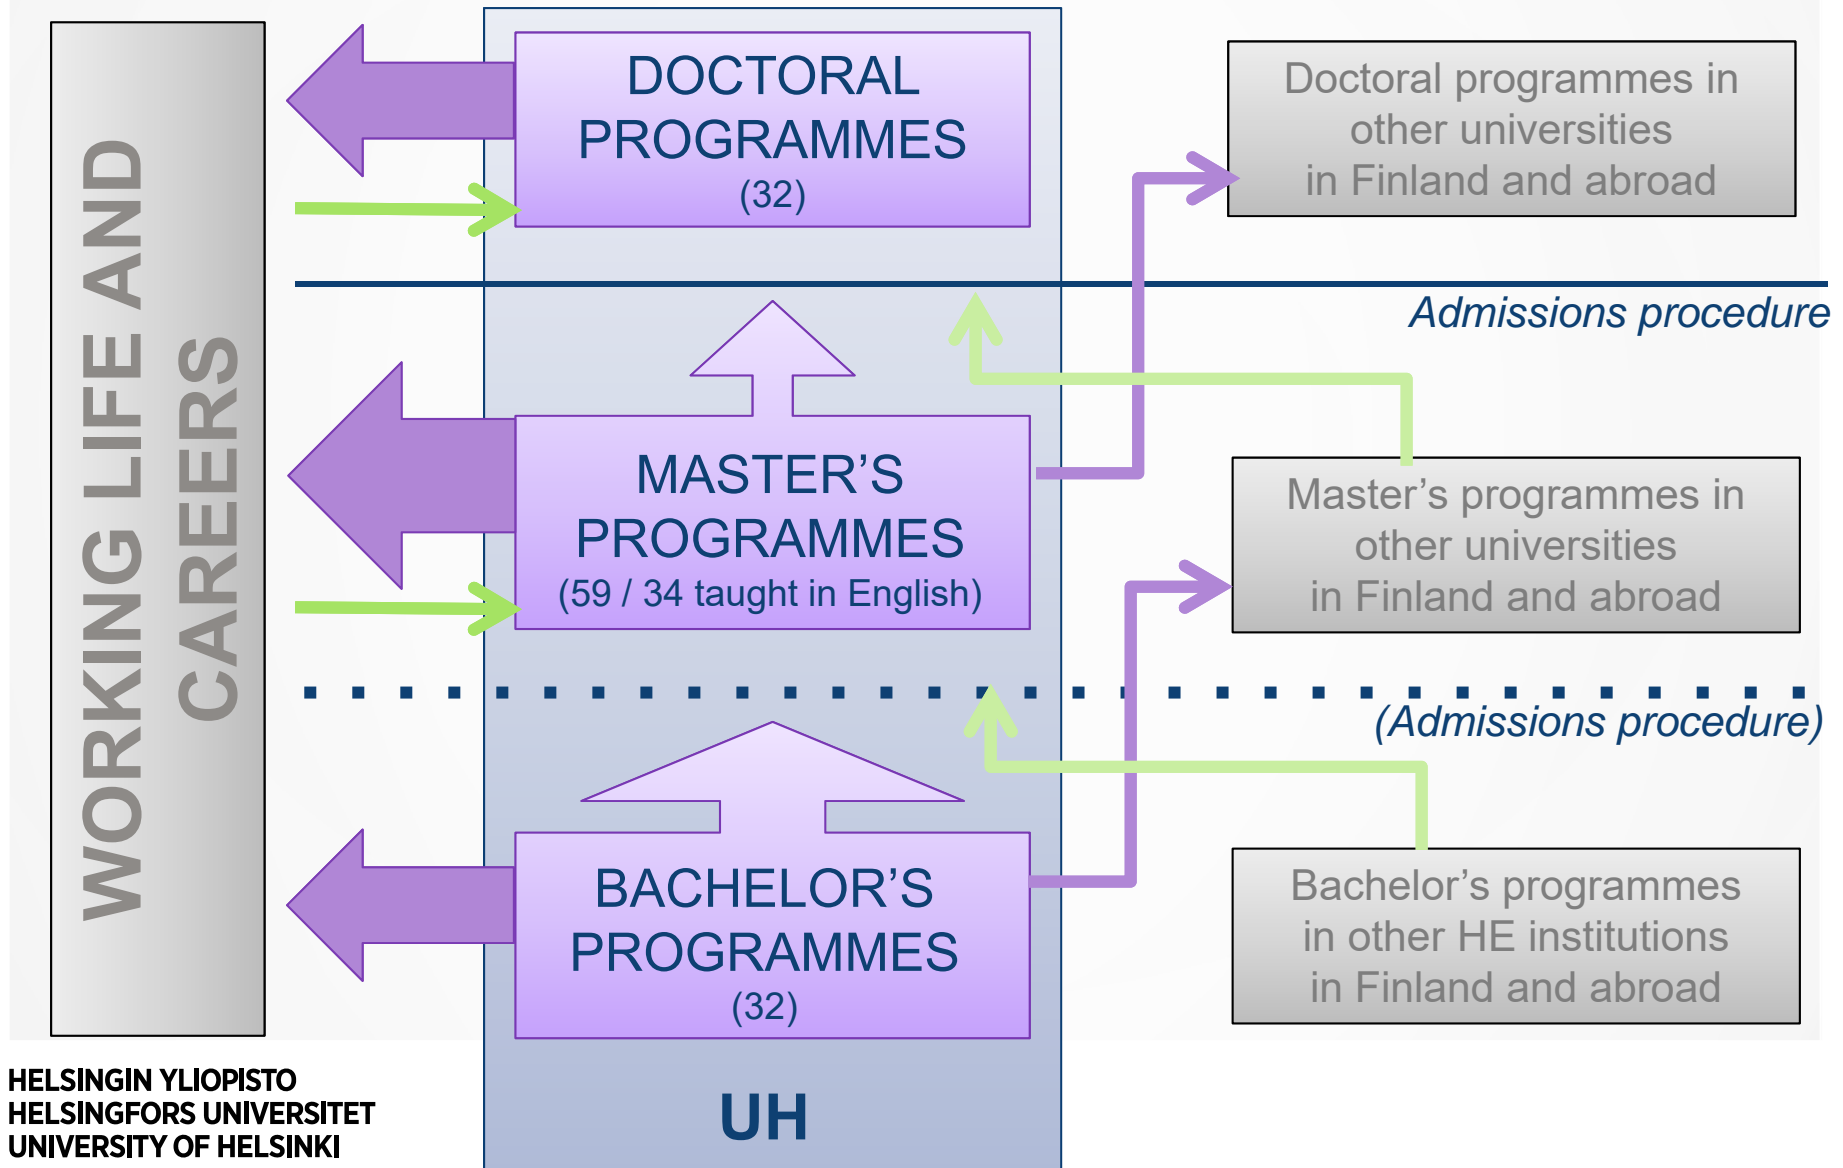 WORKING LIFE AND
CAREERS
DOCTORAL
PROGRAMMES
(32)
Doctoral programmes in
other universities
in Finland and abroad
Admissions procedure
MASTER’S
PROGRAMMES
(59 / 34 taught in English)
Master’s programmes in
other universities
in Finland and abroad
(Admissions procedure)
BACHELOR’S
PROGRAMMES
(32)
Bachelor’s programmes
in other HE institutions
in Finland and abroad
UH
HELSINGIN YLIOPISTO
HELSINGFORS UNIVERSITET
UNIVERSITY OF HELSINKI